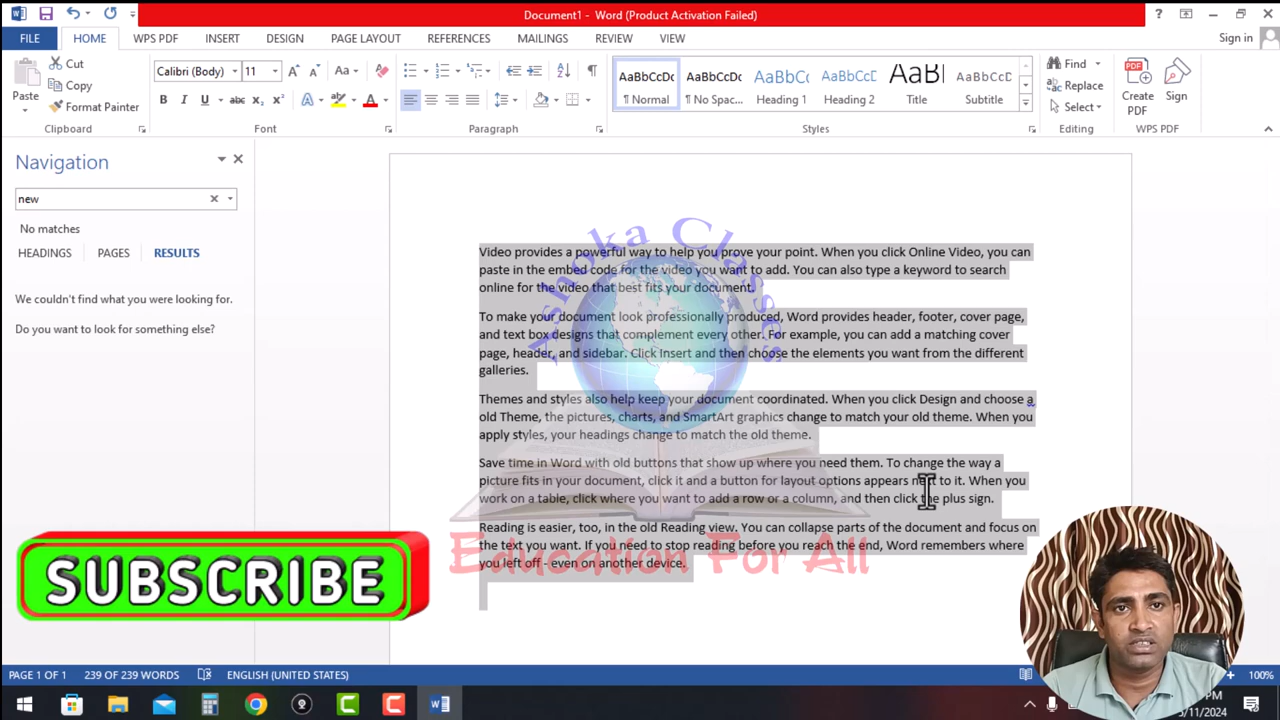 Document1 - Word (Product Activation Failed)
Sign in
FILE HOME WPS PDF INSERT DESIGN PAGE LAYOUT REFERENCES MAILINGS REVIEW VIEW
Cut
Copy
Format Painter
Paste
Clipboard
Calibri (Body) 11
Font
Paragraph
AaBbCcDc AaBbCcDc AaBbC( AaBbCc AaBl AaBbCcD
¶ Normal ¶ No Spac... Heading 1 Heading 2 Title Subtitle
Styles
Find
Replace
Select
Editing
Create PDF
Sign
WPS PDF
Navigation
new
No matches
HEADINGS PAGES RESULTS
We couldn't find what you were looking for.
Do you want to look for something else?
Ashoka Classes
Video provides a powerful way to help you prove your point. When you click Online Video, you can
paste in the embed code for the video you want to add. You can also type a keyword to search
online for the video that best fits your document.
To make your document look professionally produced, Word provides header, footer, cover page,
and text box designs that complement every other. For example, you can add a matching cover
page, header, and sidebar. Click Insert and then choose the elements you want from the different
galleries.
Themes and styles also help keep your document coordinated. When you click Design and choose a
old Theme, the pictures, charts, and SmartArt graphics change to match your old theme. When you
apply styles, your headings change to match the old theme.
Save time in Word with old buttons that show up where you need them. To change the way a
picture fits in your document, click it and a button for layout options appears next to it. When you
work on a table, click where you want to add a row or a column, and then click the plus sign.
Reading is easier, too, in the old Reading view. You can collapse parts of the document and focus on
the text you want. If you need to stop reading before you reach the end, Word remembers where
you left off - even on another device.
Education For All
SUBSCRIBE
PAGE 1 OF 1 239 OF 239 WORDS ENGLISH (UNITED STATES) 100%
PM
/11/2024